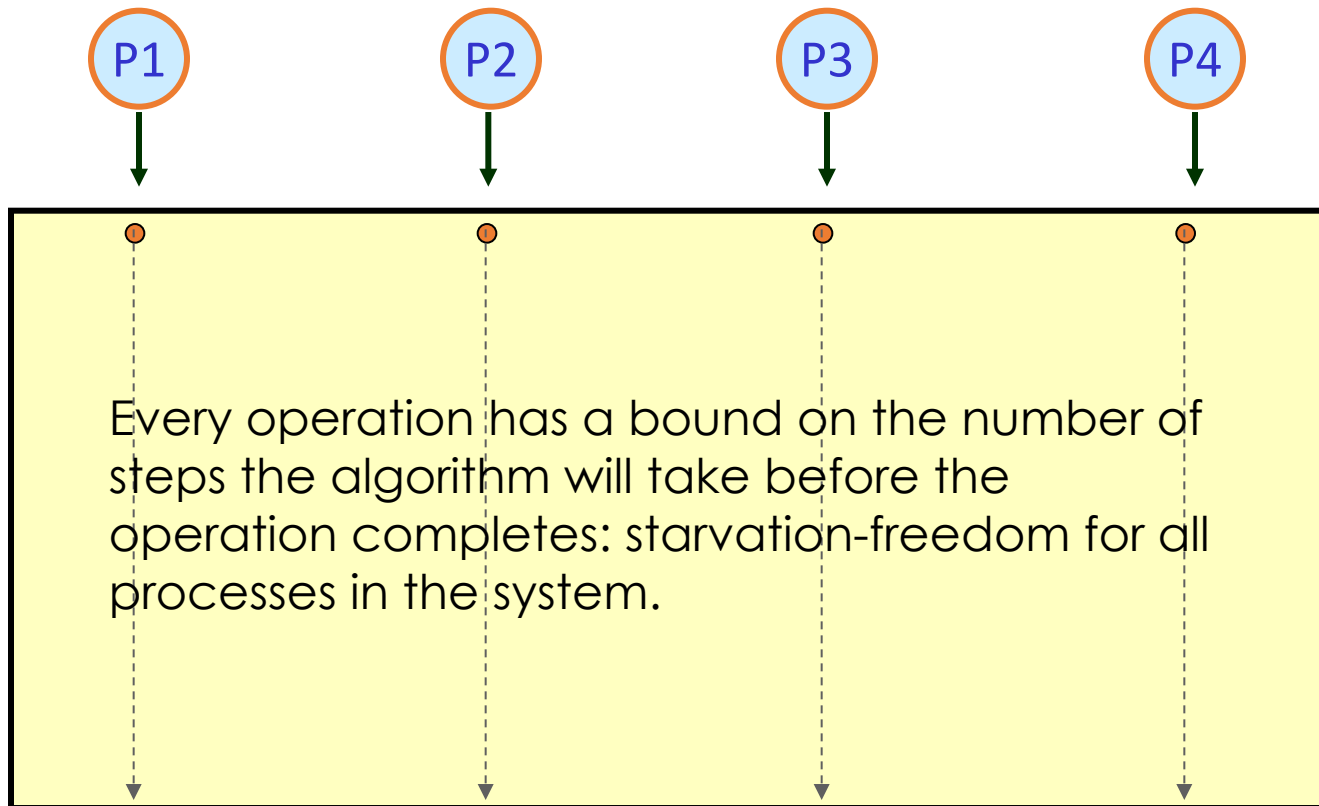 P1 P2 P3 P4
Every operation has a bound on the number of
steps the algorithm will take before the
operation completes: starvation-freedom for all
processes in the system.